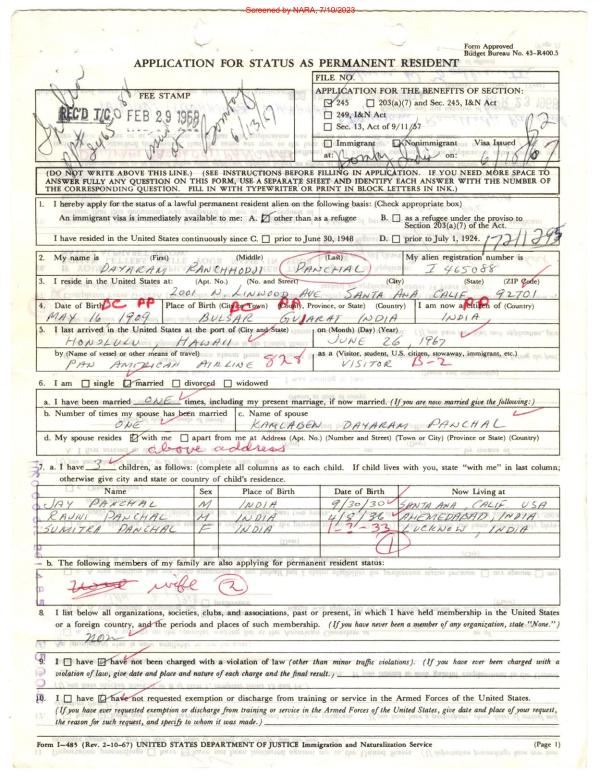 Screened by NARA, 7/10/2023
Form Approved
Budget Bureau No. 43-R400.5
APPLICATION FOR STATUS AS PERMANENT RESIDENT
FEE STAMP
REC'D T/C FEB 29 1968
Bombay
6/13/67
FILE NO.
APPLICATION FOR THE BENEFITS OF SECTION:
☑ 245 ☐ 203(a)(7) and Sec. 245, I&N Act
☐ 249, I&N Act
☐ Sec. 13, Act of 9/11/57
B2
☐ Immigrant ☑ Nonimmigrant Visa Issued
at: Bombay, India on: 6/13/67
(DO NOT WRITE ABOVE THIS LINE.) (SEE INSTRUCTIONS BEFORE FILLING IN APPLICATION. IF YOU NEED MORE SPACE TO
ANSWER FULLY ANY QUESTION ON THIS FORM, USE A SEPARATE SHEET AND IDENTIFY EACH ANSWER WITH THE NUMBER OF
THE CORRESPONDING QUESTION. FILL IN WITH TYPEWRITER OR PRINT IN BLOCK LETTERS IN INK.)
1. I hereby apply for the status of a lawful permanent resident alien on the following basis: (Check appropriate box)
An immigrant visa is immediately available to me: A. ☑ other than as a refugee B. ☐ as a refugee under the proviso to
Section 203(a)(7) of the Act.
I have resided in the United States continuously since C. ☐ prior to June 30, 1948 D. ☐ prior to July 1, 1924.
17211295
2. My name is (First) (Middle) (Last) My alien registration number is
DAYARAM RANCHHODJI PANCHAL I 465088
3. I reside in the United States at: (Apt. No.) (No. and Street) (City) (State) (ZIP Code)
2001 N. LINWOOD AVE SANTA ANA CALIF 92701
4. Date of Birth BC PP Place of Birth (City or Town) (County, Province, or State) (Country) I am now a citizen of (Country)
MAY 16 1909 BULSAR GUJARAT INDIA INDIA
5. I last arrived in the United States at the port of (City and State) on (Month) (Day) (Year)
HONOLULU, HAWAII JUNE 26, 1967
by (Name of vessel or other means of travel) as a (Visitor, student, U.S. citizen, stowaway, immigrant, etc.)
PAN AMERICAN AIRLINE 828 VISITOR B-2
6. I am ☐ single ☑ married ☐ divorced ☐ widowed
a. I have been married ONE times, including my present marriage, if now married. (If you are now married give the following:)
b. Number of times my spouse has been married c. Name of spouse
ONE KAMLABEN DAYARAM PANCHAL
d. My spouse resides ☑ with me ☐ apart from me at Address (Apt. No.) (Number and Street) (Town or City) (Province or State) (Country)
above address
7. a. I have 3 children, as follows: (complete all columns as to each child. If child lives with you, state "with me" in last column;
otherwise give city and state or country of child's residence.
Name Sex Place of Birth Date of Birth Now Living at
JAY PANCHAL M INDIA 9/30/30 SANTA ANA, CALIF USA
RAJNI PANCHAL M INDIA 4/9/36 AHEMEDABAD, INDIA
SUMITRA PANCHAL F INDIA 1-7-33 LUCKNOW, INDIA
1
b. The following members of my family are also applying for permanent resident status:
None wife 2
8. I list below all organizations, societies, clubs, and associations, past or present, in which I have held membership in the United States
or a foreign country, and the periods and places of such membership. (If you have never been a member of any organization, state "None.")
non
9. I ☐ have ☑ have not been charged with a violation of law (other than minor traffic violations). (If you have ever been charged with a
violation of law, give date and place and nature of each charge and the final result.)
10. I ☐ have ☑ have not requested exemption or discharge from training or service in the Armed Forces of the United States.
(If you have ever requested exemption or discharge from training or service in the Armed Forces of the United States, give date and place of your request,
the reason for such request, and specify to whom it was made.)
Form I-485 (Rev. 2-10-67) UNITED STATES DEPARTMENT OF JUSTICE Immigration and Naturalization Service (Page 1)